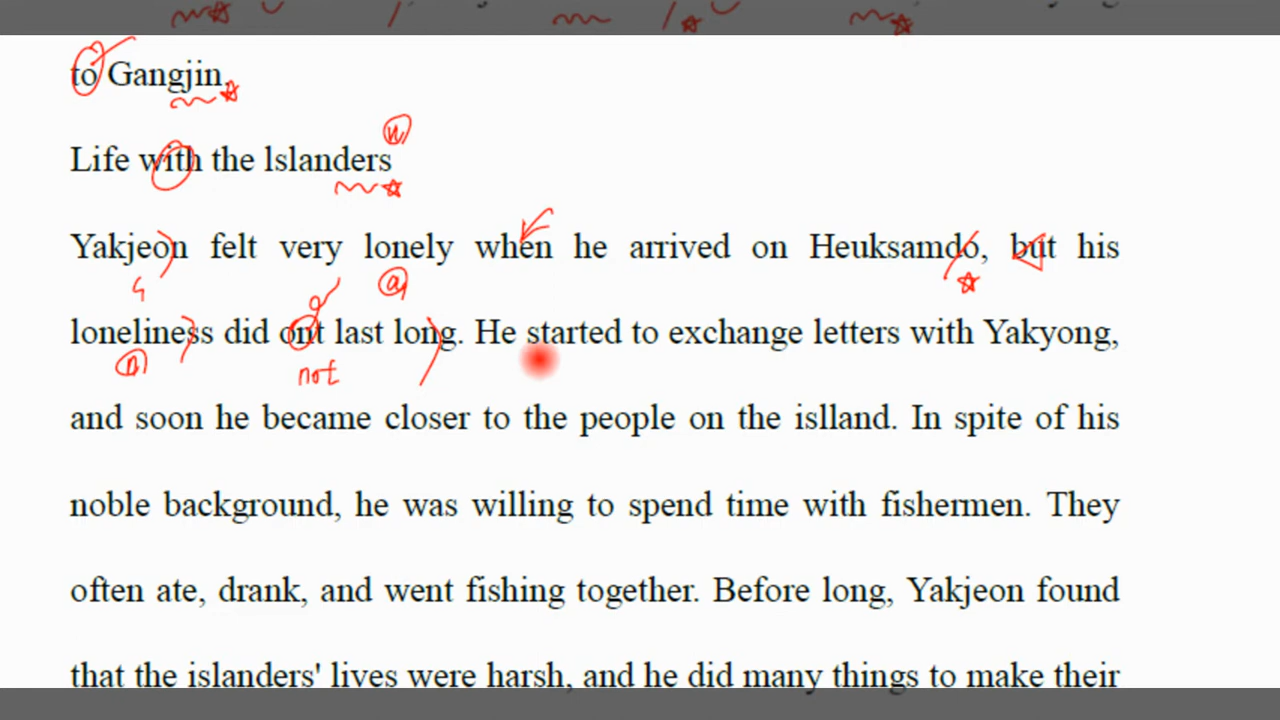 to Gangjin.
Life with the lslanders
n
Yakjeon felt very lonely when he arrived on Heuksamdo, but his
a
loneliness did ont last long. He started to exchange letters with Yakyong,
n not
and soon he became closer to the people on the islland. In spite of his
noble background, he was willing to spend time with fishermen. They
often ate, drank, and went fishing together. Before long, Yakjeon found
that the islanders' lives were harsh, and he did many things to make their